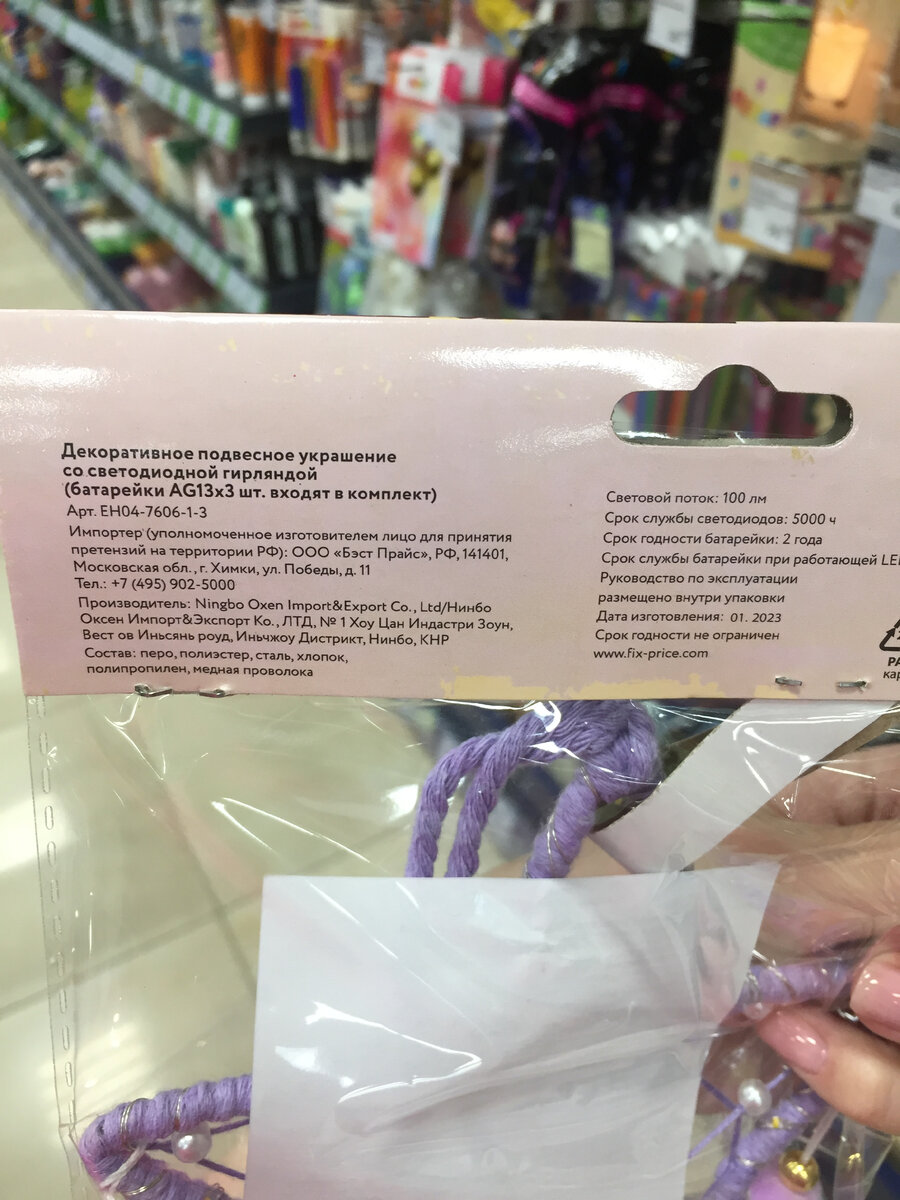 Декоративное подвесное украшение
со светодиодной гирляндой
(батарейки AG13x3 шт. входят в комплект)
Арт. EH04-7606-1-3
Импортер (уполномоченное изготовителем лицо для принятия
претензий на территории РФ): ООО «Бэст Прайс», РФ, 141401,
Московская обл., г. Химки, ул. Победы, д. 11
Тел.: +7 (495) 902-5000
Производитель: Ningbo Oxen Import&Export Co., Ltd/Нинбо
Оксен Импорт&Экспорт Ко., ЛТД, № 1 Хоу Цан Индастри Зоун,
Вест ов Иньсянь роуд, Иньчжоу Дистрикт, Нинбо, КНР
Состав: перо, полиэстер, сталь, хлопок,
полипропилен, медная проволока
Световой поток: 100 лм
Срок службы светодиодов: 5000 ч
Срок годности батарейки: 2 года
Срок службы батарейки при работающей LE
Руководство по эксплуатации
размещено внутри упаковки
Дата изготовления: 01. 2023
Срок годности не ограничен
www.fix-price.com
PA
кар